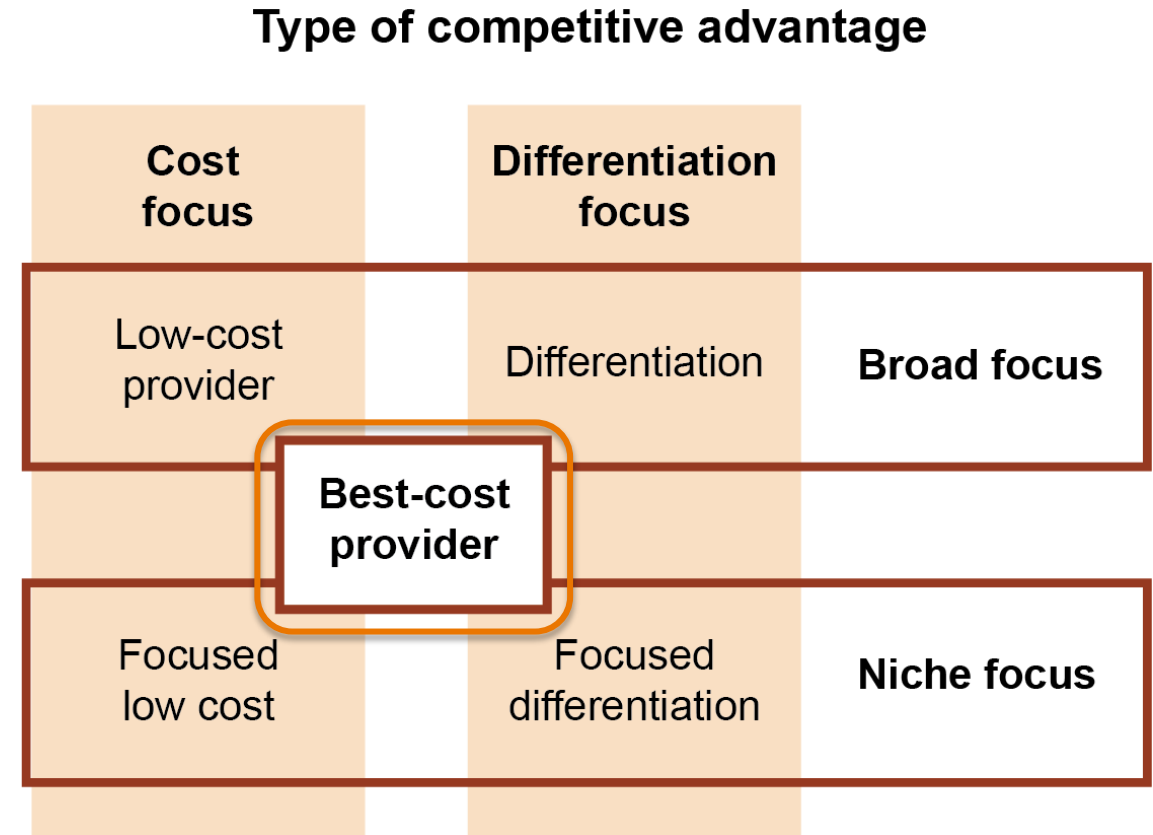 Type of competitive advantage
Cost
focus
Differentiation
focus
Low-cost
provider
Differentiation
Broad focus
Best-cost
provider
Focused
low cost
Focused
differentiation
Niche focus